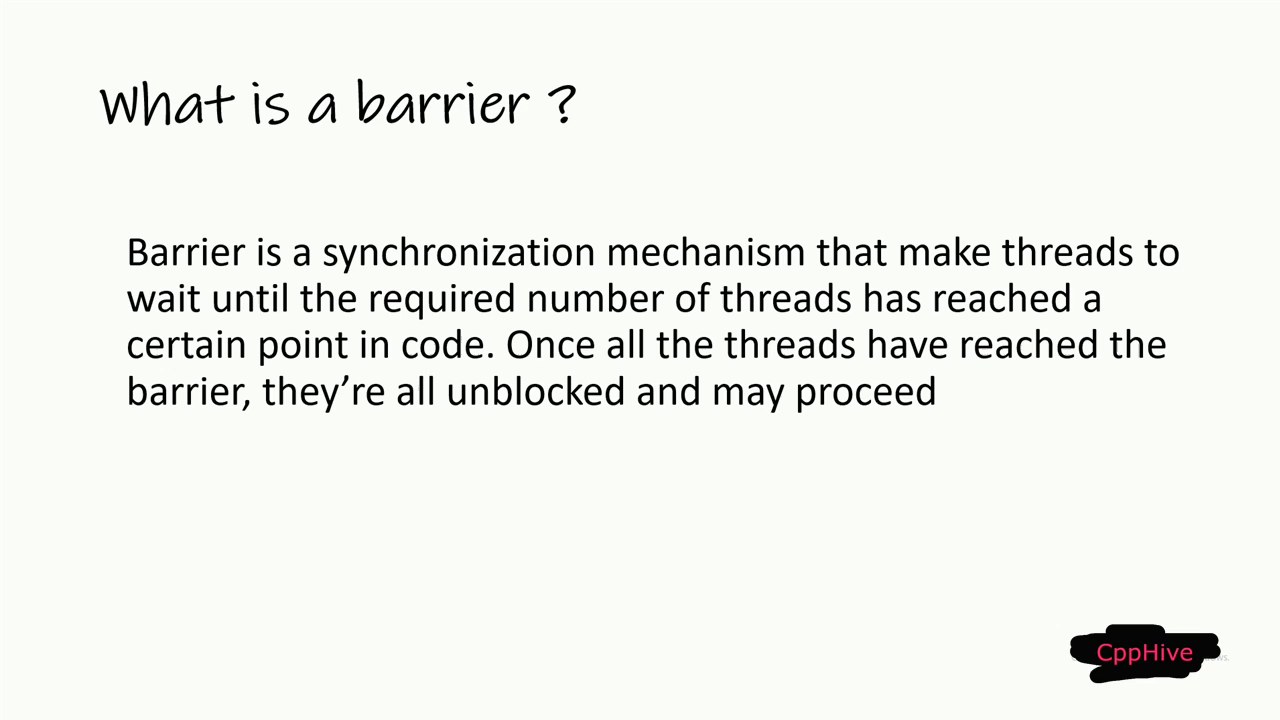 What is a barrier ?
Barrier is a synchronization mechanism that make threads to
wait until the required number of threads has reached a
certain point in code. Once all the threads have reached the
barrier, they’re all unblocked and may proceed
CppHive